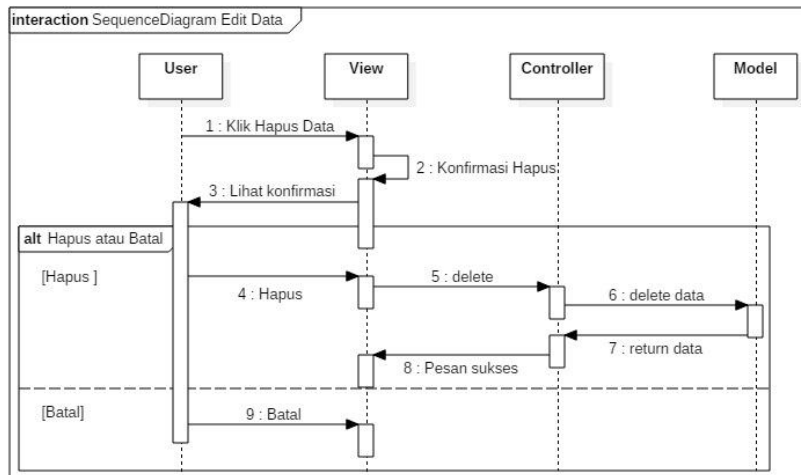 interaction SequenceDiagram Edit Data
User View Controller Model
1 : Klik Hapus Data
2 : Konfirmasi Hapus
3 : Lihat konfirmasi
alt Hapus atau Batal
[Hapus ]
4 : Hapus
5 : delete
6 : delete data
7 : return data
8 : Pesan sukses
[Batal]
9 : Batal